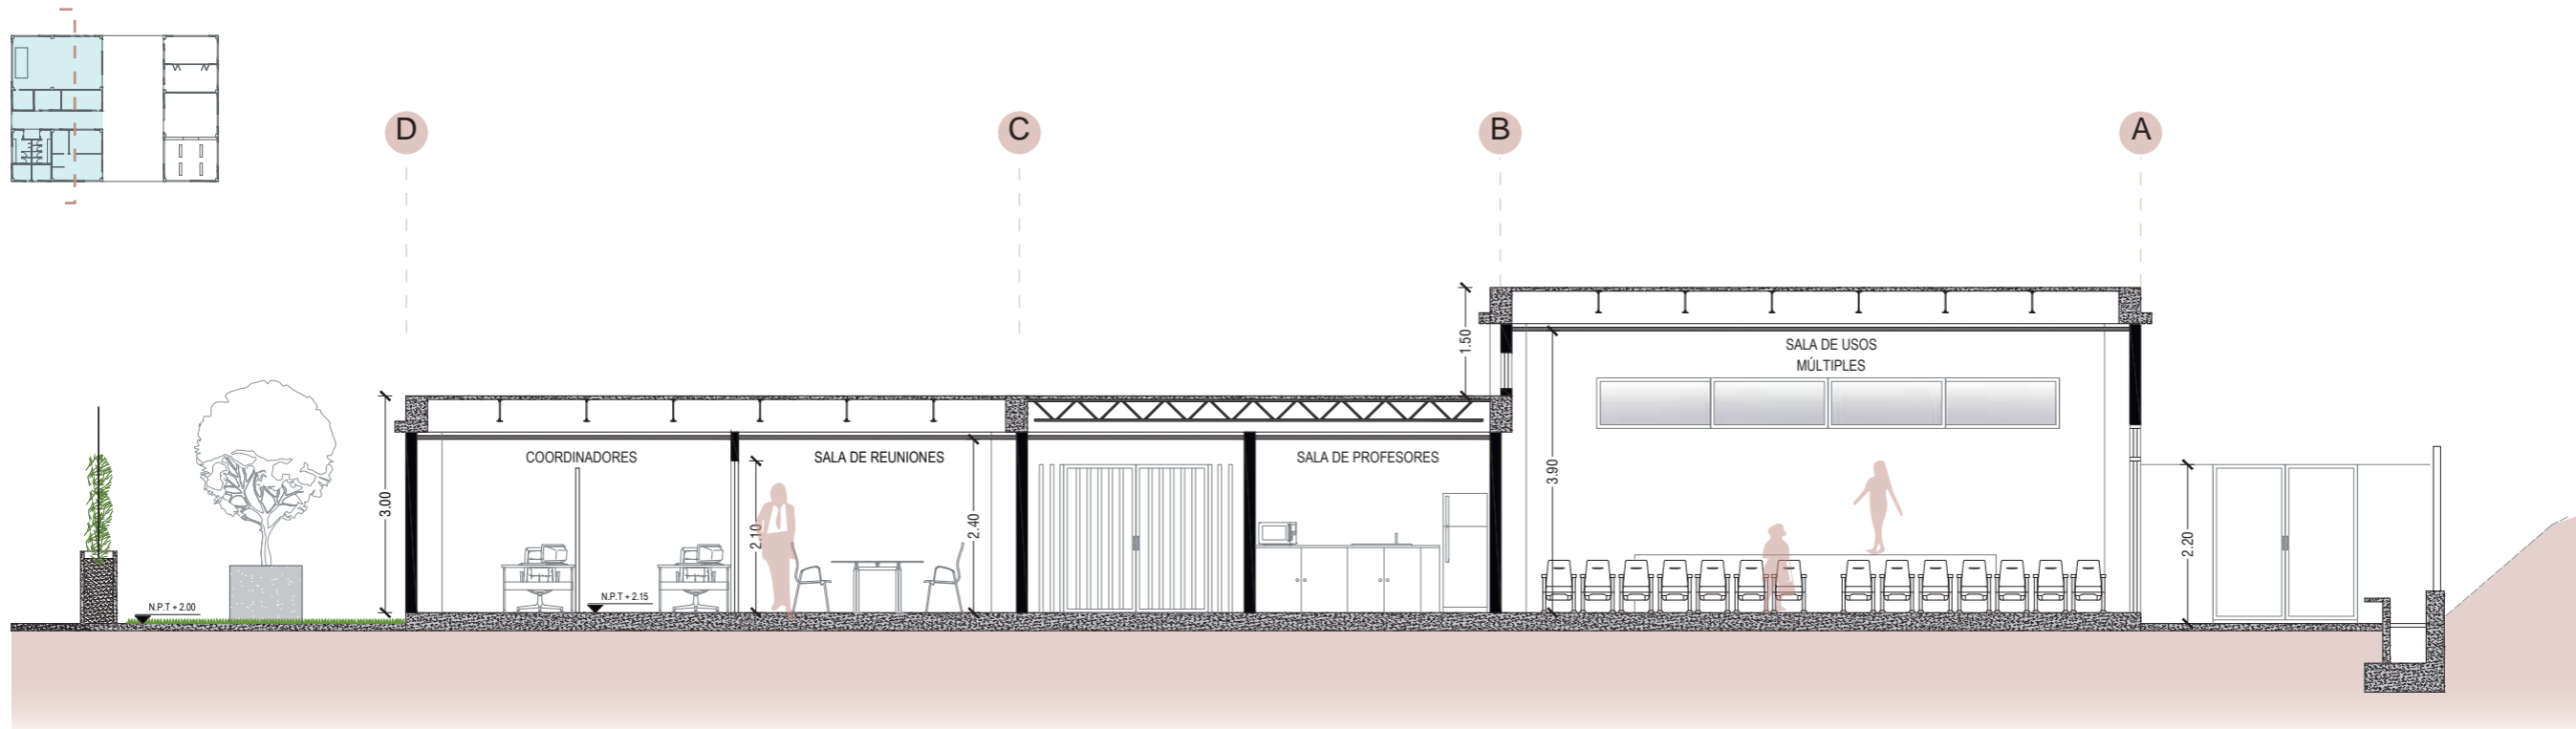 D
C
B
A
1.50
SALA DE USOS
MÚLTIPLES
COORDINADORES
SALA DE REUNIONES
SALA DE PROFESORES
3.00
2.10
2.40
3.90
2.20
N.P.T + 2.00
N.P.T + 2.15